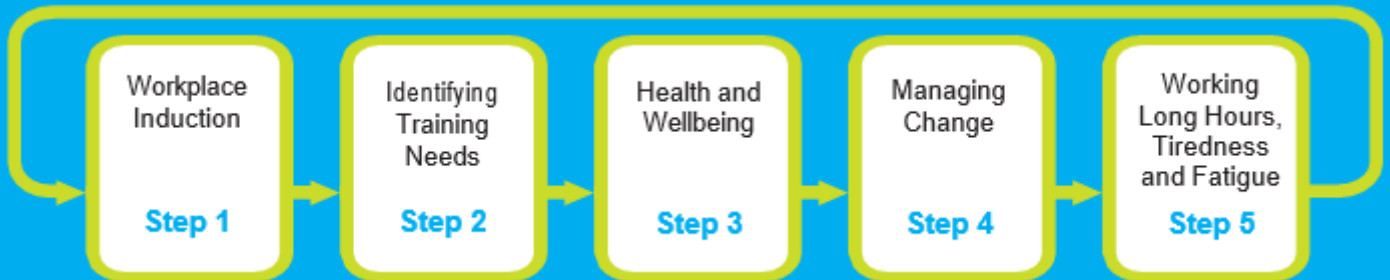 Workplace
Induction
Step 1
Identifying
Training
Needs
Step 2
Health and
Wellbeing
Step 3
Managing
Change
Step 4
Working
Long Hours,
Tiredness
and Fatigue
Step 5